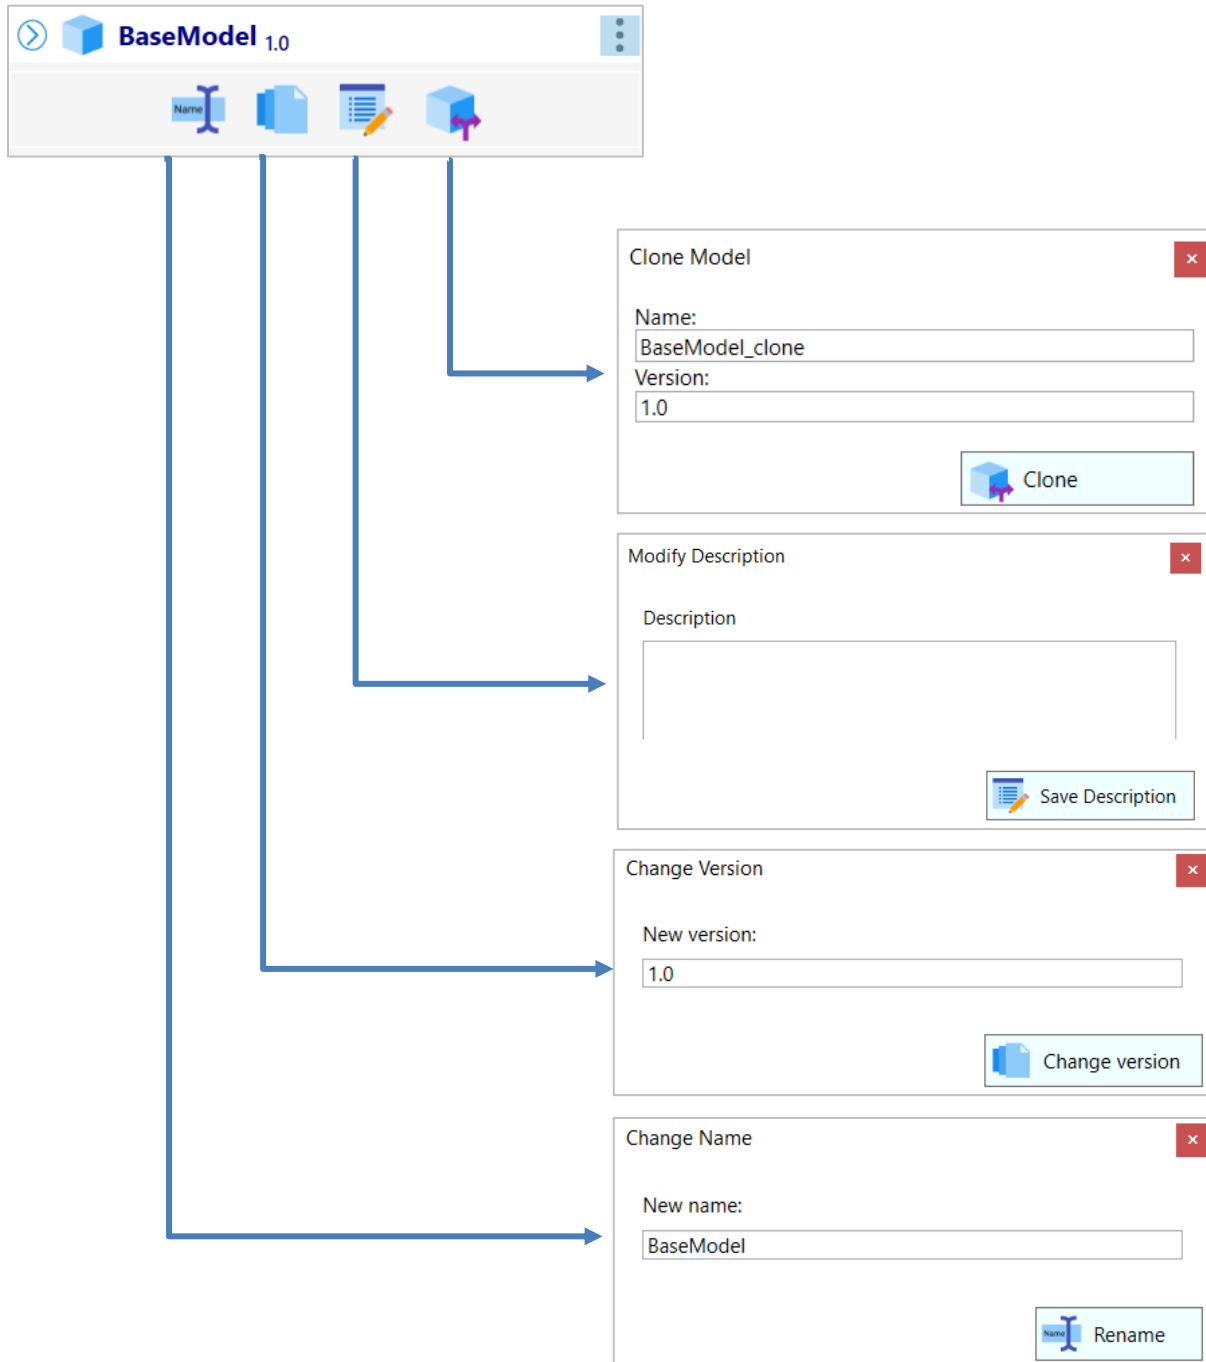 BaseModel 1.0
Name
Clone Model
Name:
BaseModel_clone
Version:
1.0
Clone
Modify Description
Description
Save Description
Change Version
New version:
1.0
Change version
Change Name
New name:
BaseModel
Name
Rename